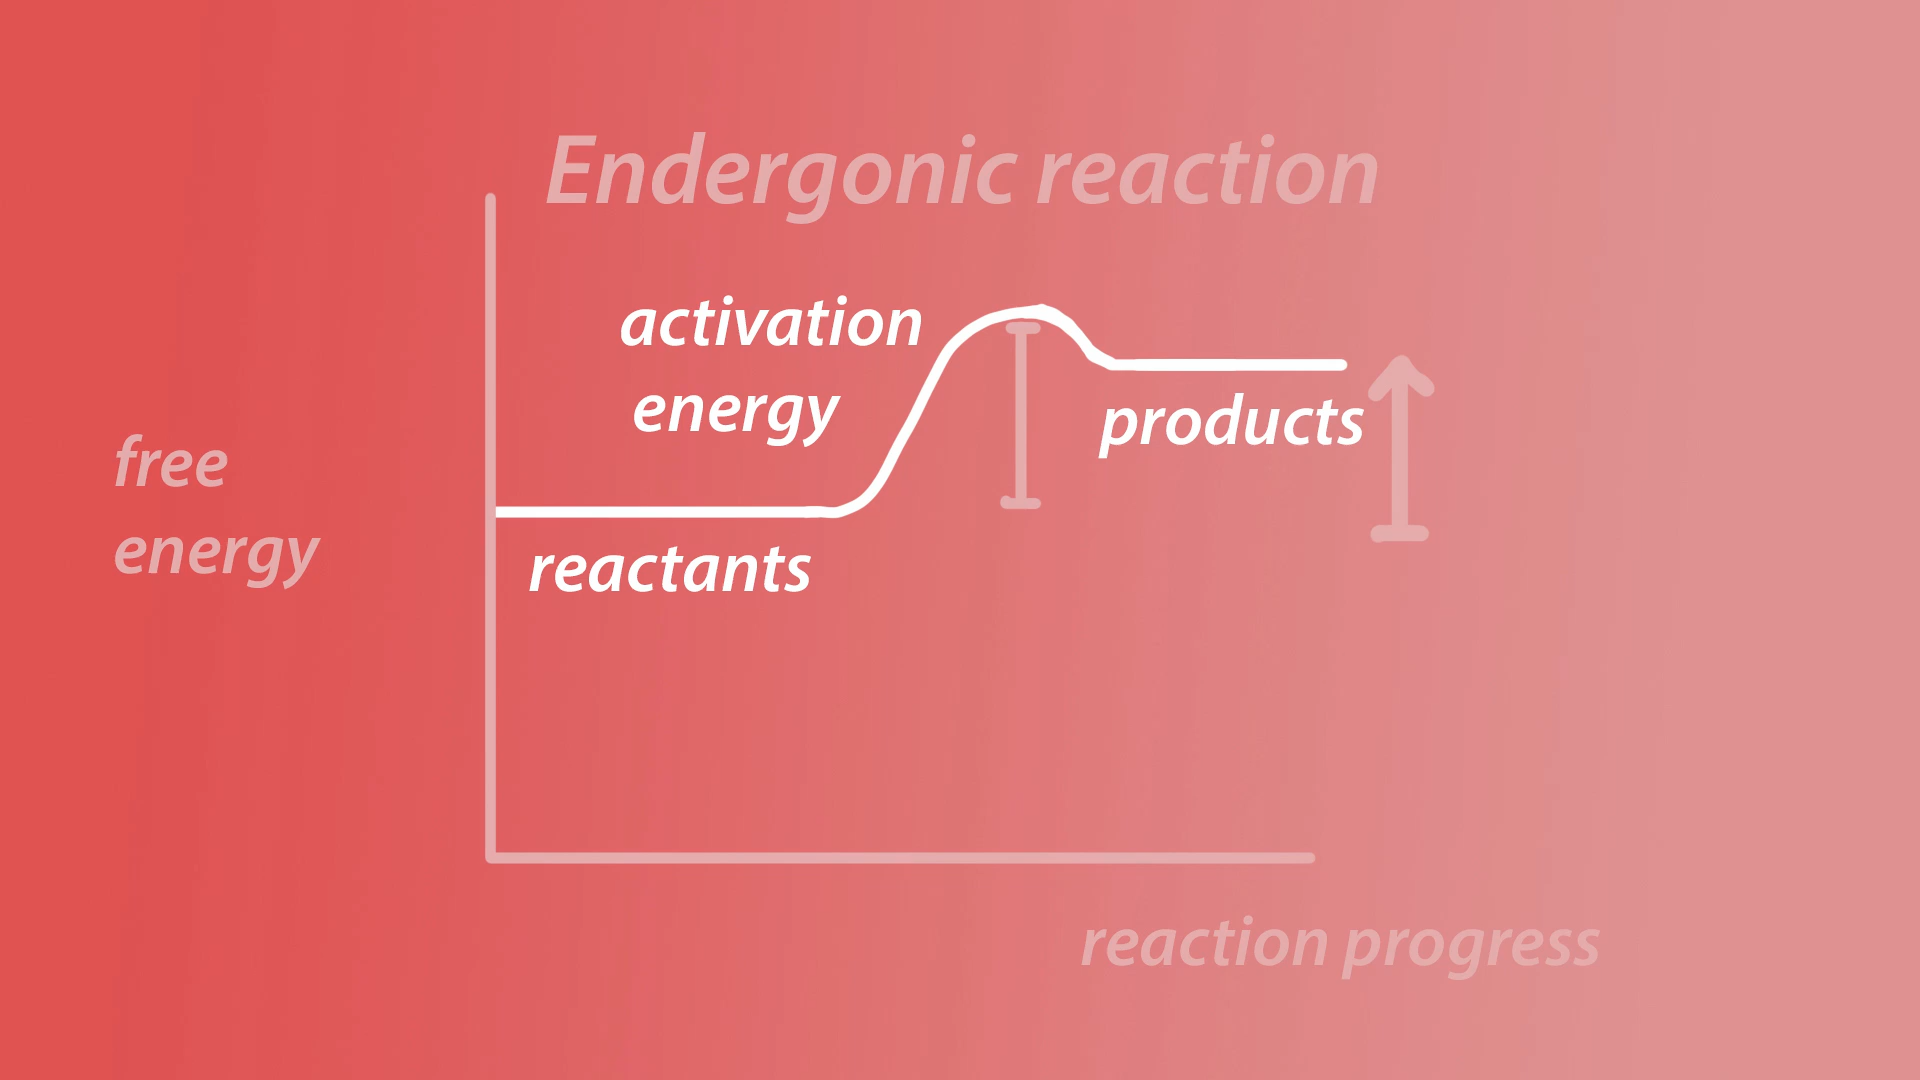 Endergonic reaction
activation
energy
products
free
energy
reactants
reaction progress